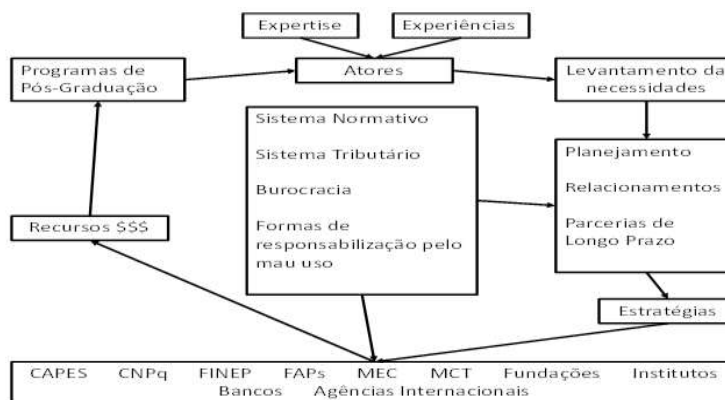 Expertise
Experiências
Programas de
Pós-Graduação
Atores
Levantamento da
necessidades
Sistema Normativo
Sistema Tributário
Burocracia
Formas de
responsabilização pelo
mau uso
Planejamento
Relacionamentos
Parcerias de
Longo Prazo
Recursos $$$
Estratégias
CAPES CNPq FINEP FAPs MEC MCT Fundações Institutos
Bancos Agências Internacionais